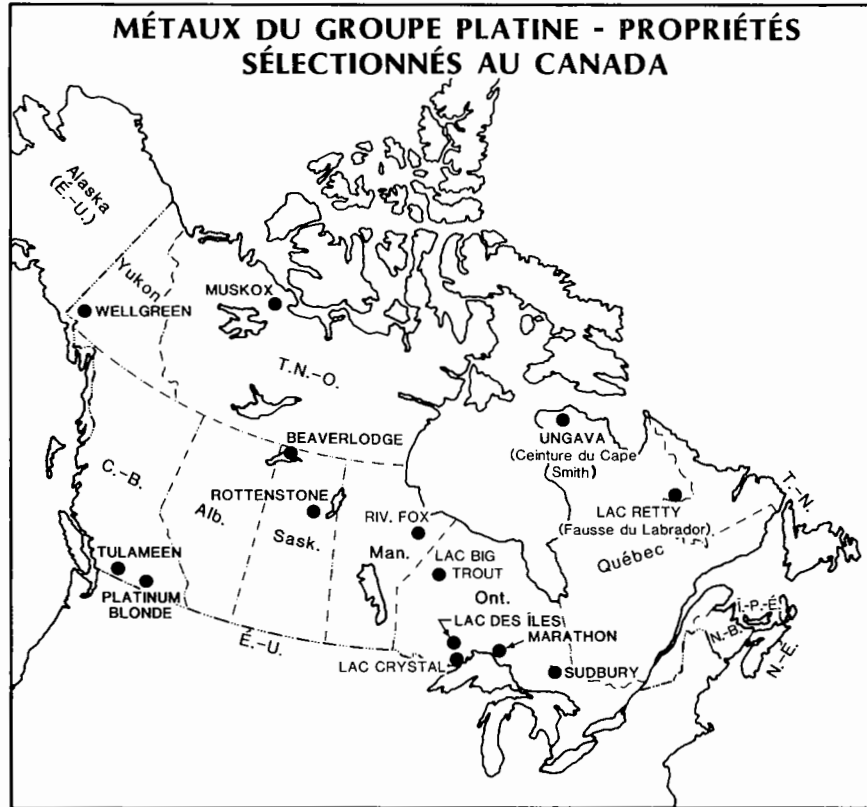 MÉTAUX DU GROUPE PLATINE - PROPRIÉTÉS
SÉLECTIONNÉS AU CANADA
Alaska
(É.-U.)
Yukon
WELLGREEN
MUSKOX
T.N.-O.
BEAVERLODGE
UNGAVA
(Ceinture du Cape
Smith)
C.-B.
Alb.
ROTTENSTONE
Sask.
RIV. FOX
Man.
LAC RETTY
(Fausse du Labrador)
T.-N.
Québec
TULAMEEN
PLATINUM
BLONDE
LAC BIG
TROUT
Ont.
É.-U.
LAC DES ÎLES
MARATHON
LAC CRYSTAL
SUDBURY
Î.-P.-É.
N.-B.
N.-É.